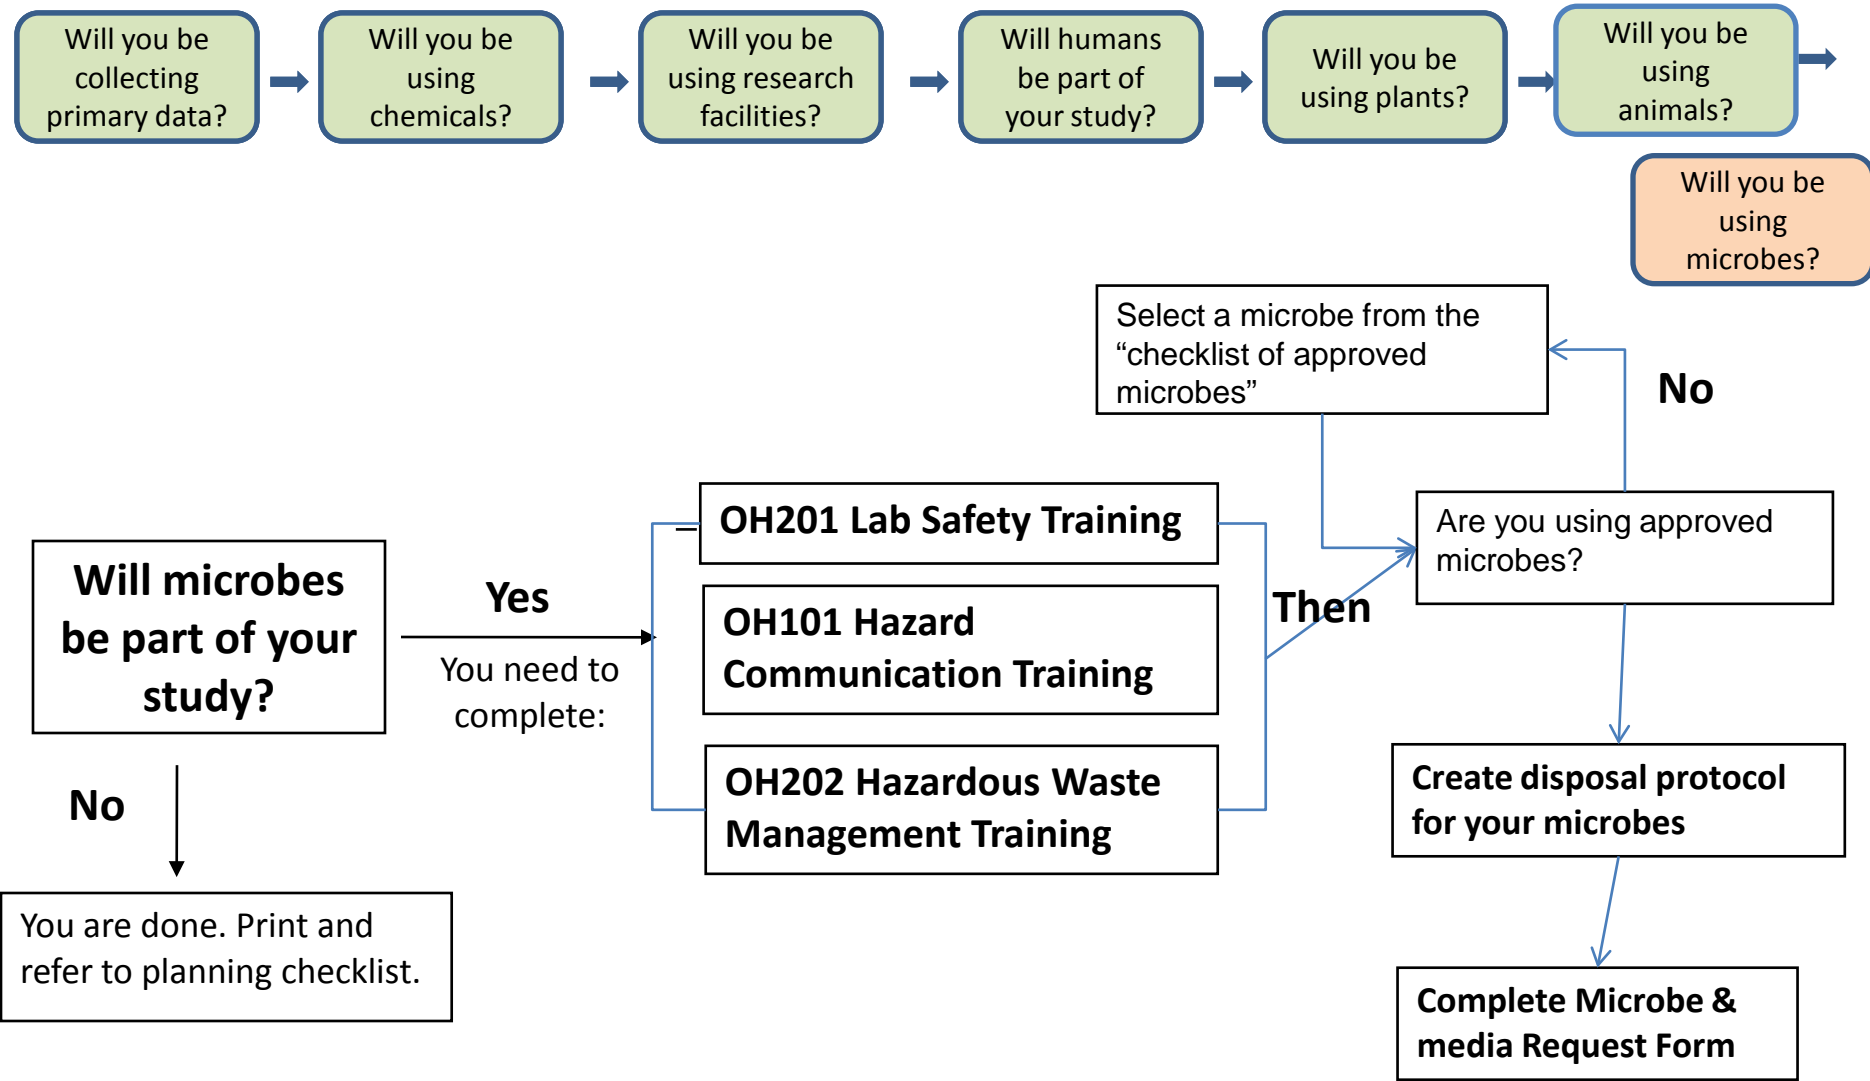 Will you be
collecting
primary data?
Will you be
using
chemicals?
Will you be
using research
facilities?
Will humans
be part of
your study?
Will you be
using plants?
Will you be
using
animals?
Will you be
using
microbes?
Select a microbe from the
“checklist of approved
microbes”
No
Are you using approved
microbes?
OH201 Lab Safety Training
OH101 Hazard
Communication Training
OH202 Hazardous Waste
Management Training
Then
Will microbes
be part of your
study?
Yes
You need to
complete:
No
You are done. Print and
refer to planning checklist.
Create disposal protocol
for your microbes
Complete Microbe &
media Request Form